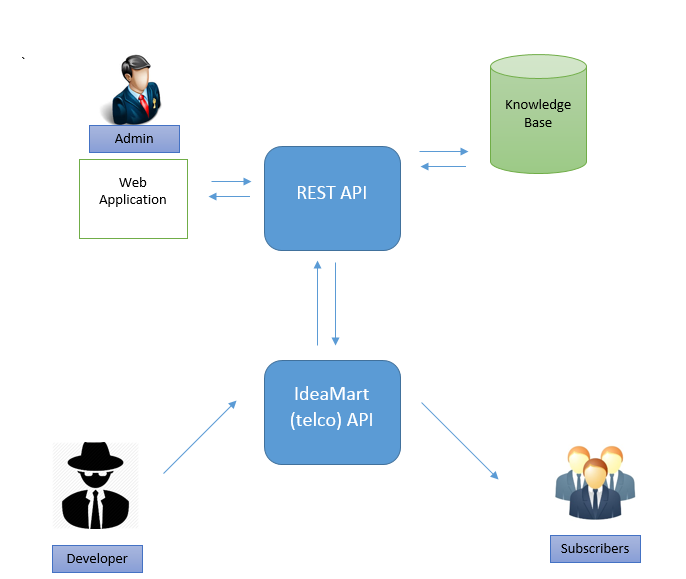 `
Admin
Web
Application
REST API
Knowledge
Base
IdeaMart
(telco) API
Developer
Subscribers